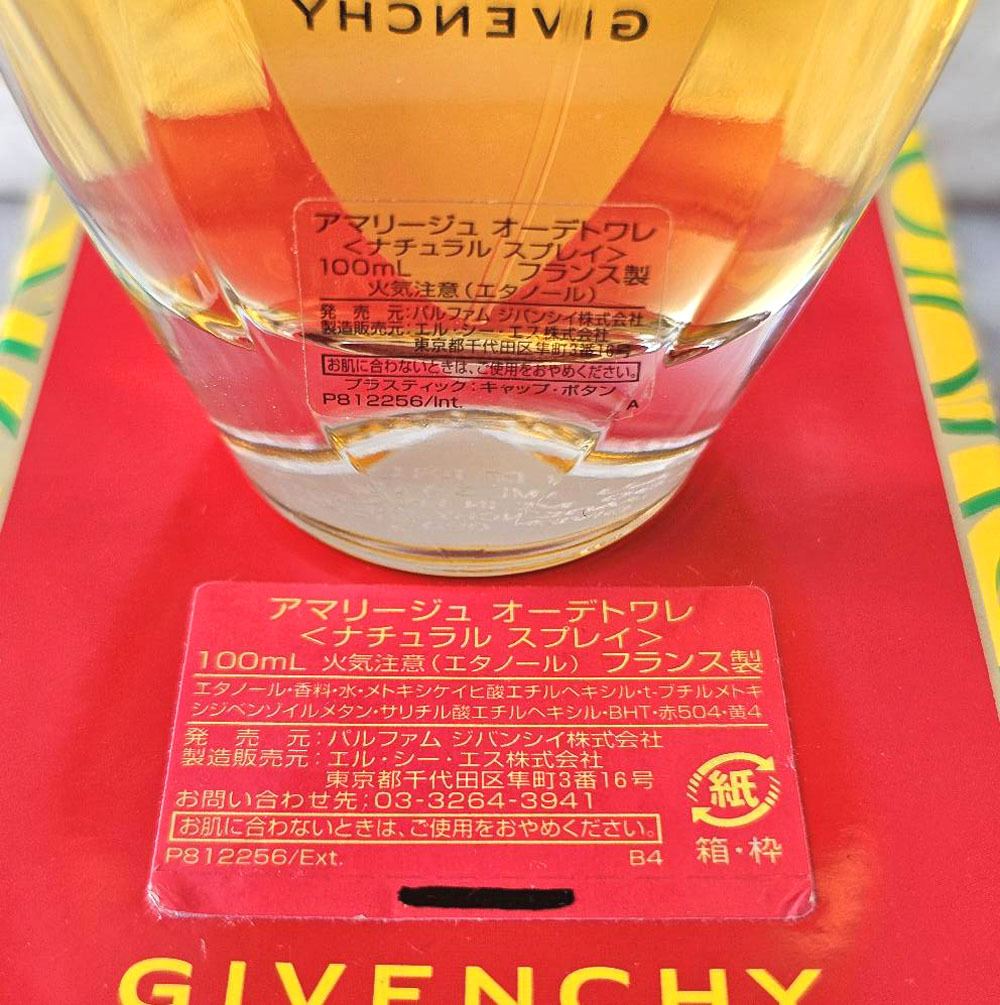 GIVENCHY
アマリージュ オーデトワレ
＜ナチュラル スプレイ＞
100mL フランス製
火気注意（エタノール）
発 売 元：パルファム ジバンシイ株式会社
製造販売元：エル・シー・エス株式会社
東京都千代田区隼町3番16号
お肌に合わないときは、ご使用をおやめください。
プラスティック：キャップ・ボタン
P812256/Int. A
アマリージュ オーデトワレ
＜ナチュラル スプレイ＞
100mL 火気注意（エタノール） フランス製
エタノール・香料・水・メトキシケイヒ酸エチルヘキシル・t-ブチルメトキ
シジベンゾイルメタン・サリチル酸エチルヘキシル・BHT・赤504・黄4
発 売 元：パルファム ジバンシイ株式会社
製造販売元：エル・シー・エス株式会社
東京都千代田区隼町3番16号
お問い合わせ先：03-3264-3941
お肌に合わないときは、ご使用をおやめください。
紙
箱・枠
P812256/Ext. B4
GIVENCHY